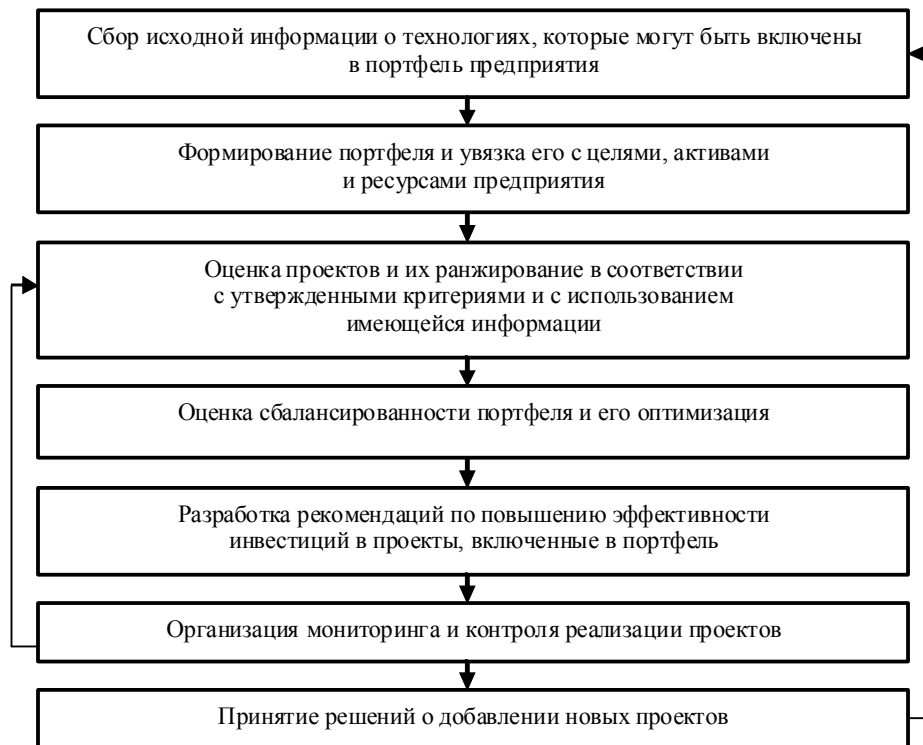 Сбор исходной информации о технологиях, которые могут быть включены
в портфель предприятия
Формирование портфеля и увязка его с целями, активами
и ресурсами предприятия
Оценка проектов и их ранжирование в соответствии
с утвержденными критериями и с использованием
имеющейся информации
Оценка сбалансированности портфеля и его оптимизация
Разработка рекомендаций по повышению эффективности
инвестиций в проекты, включенные в портфель
Организация мониторинга и контроля реализации проектов
Принятие решений о добавлении новых проектов